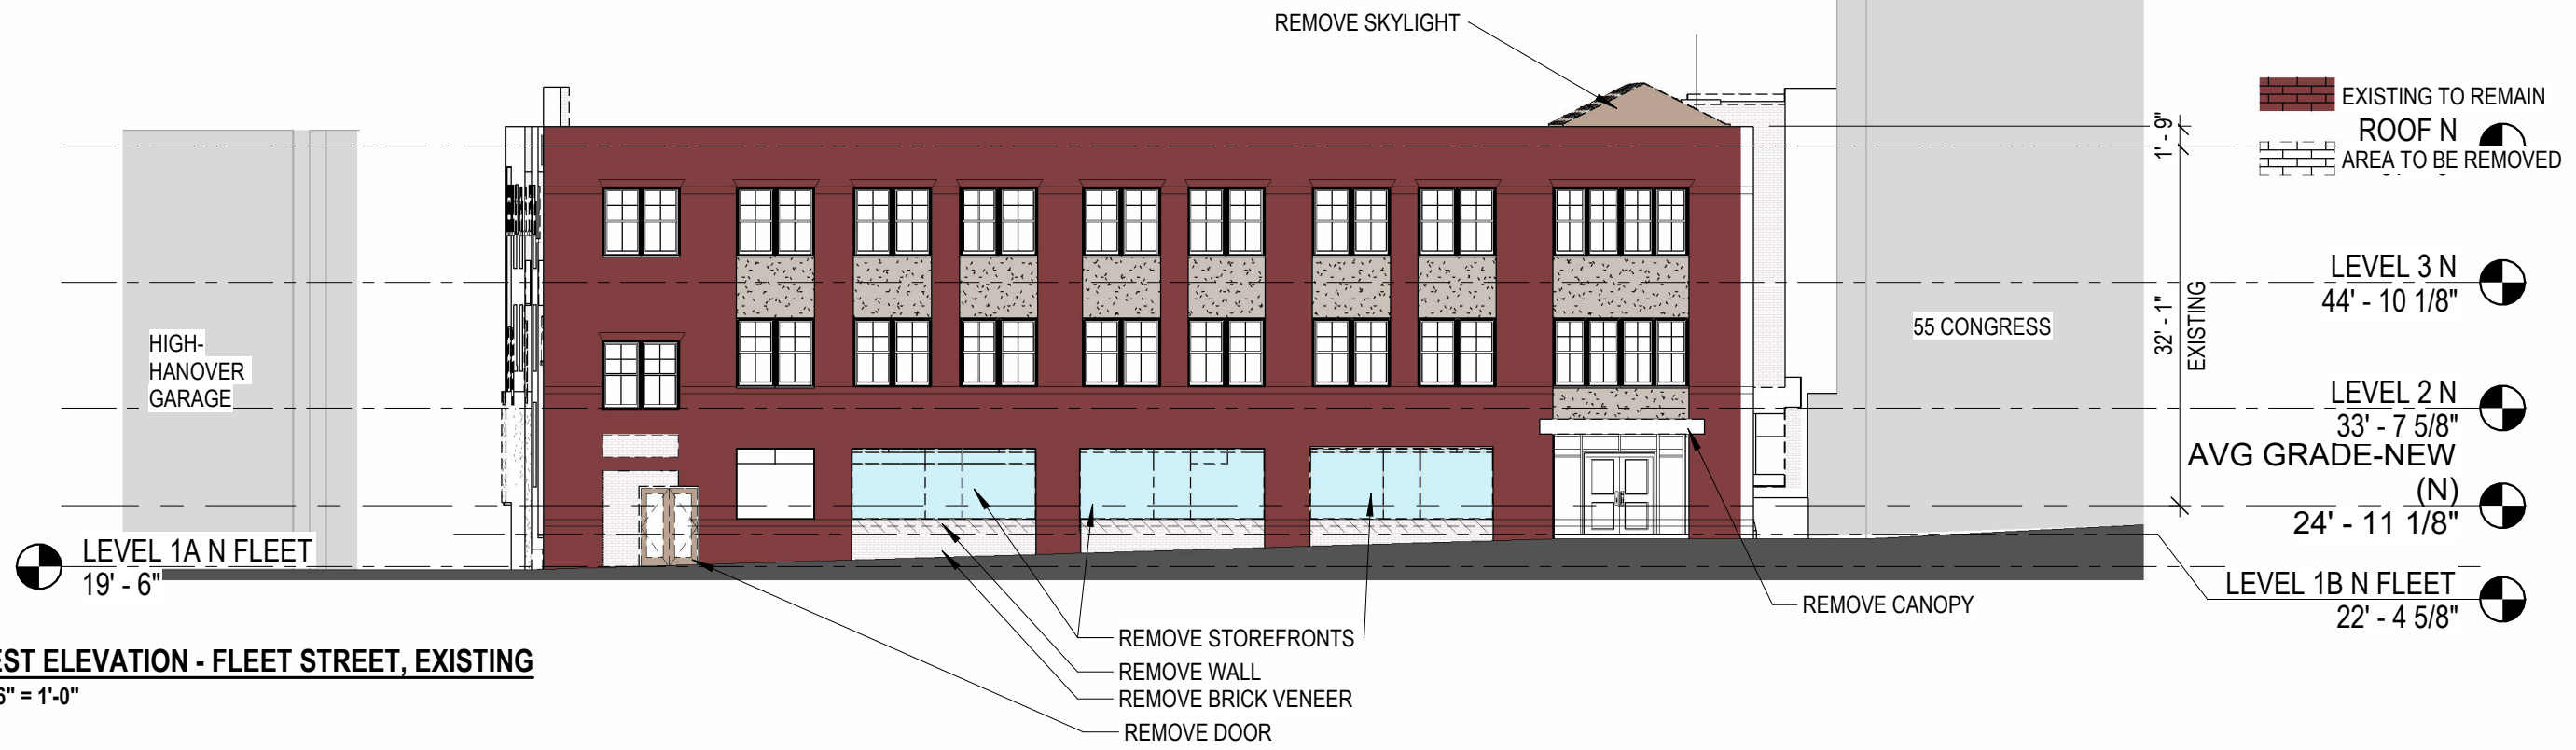 REMOVE SKYLIGHT
EXISTING TO REMAIN
ROOF N
AREA TO BE REMOVED
1' - 9"
LEVEL 3 N
44' - 10 1/8"
32' - 1"
EXISTING
HIGH-
HANOVER
GARAGE
55 CONGRESS
LEVEL 2 N
33' - 7 5/8"
AVG GRADE-NEW
(N)
24' - 11 1/8"
LEVEL 1A N FLEET
19' - 6"
LEVEL 1B N FLEET
22' - 4 5/8"
REMOVE CANOPY
REMOVE STOREFRONTS
REMOVE WALL
REMOVE BRICK VENEER
REMOVE DOOR
EST ELEVATION - FLEET STREET, EXISTING
6" = 1'-0"